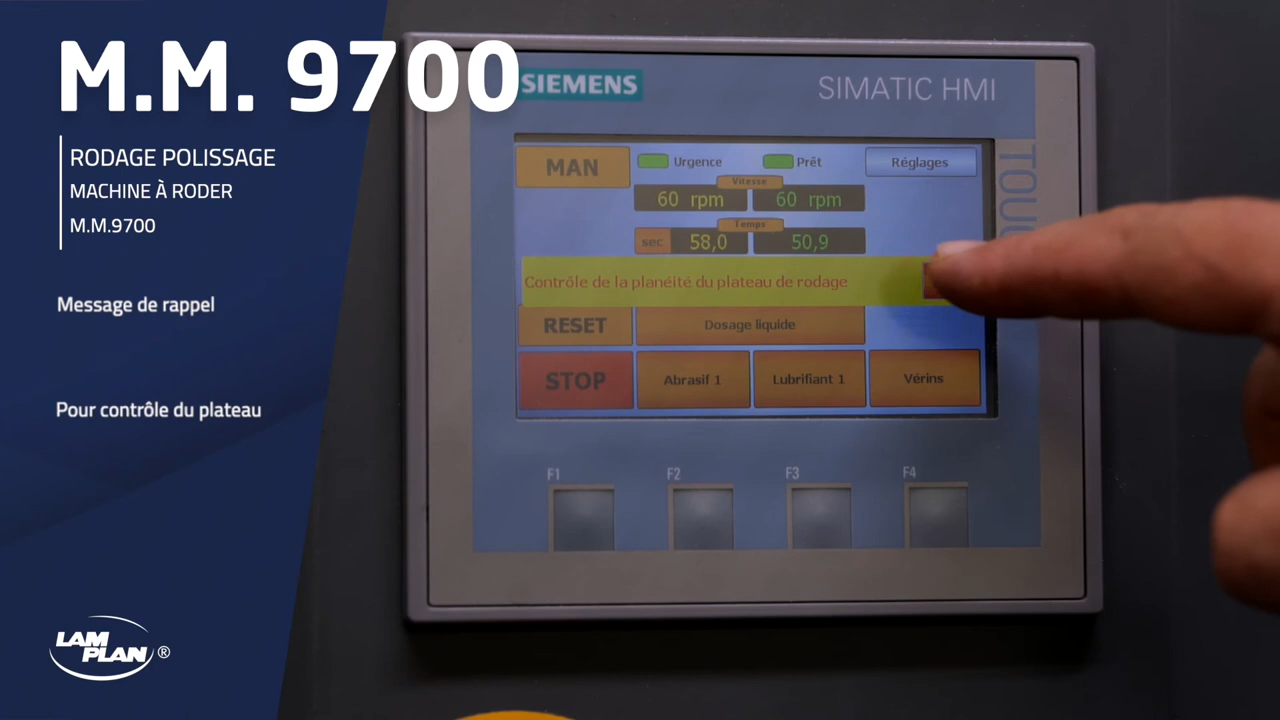 M.M. 9700
RODAGE POLISSAGE
MACHINE À RODER
M.M.9700
Message de rappel
Pour contrôle du plateau
LAM
PLAN ®
SIEMENS
SIMATIC HMI
MAN
Urgence
Prêt
Réglages
Vitesse
60 rpm
60 rpm
Temps
sec
58,0
50,9
Contrôle de la planéité du plateau de rodage
RESET
Dosage liquide
STOP
Abrasif 1
Lubrifiant 1
Vérins
F1
F2
F3
F4